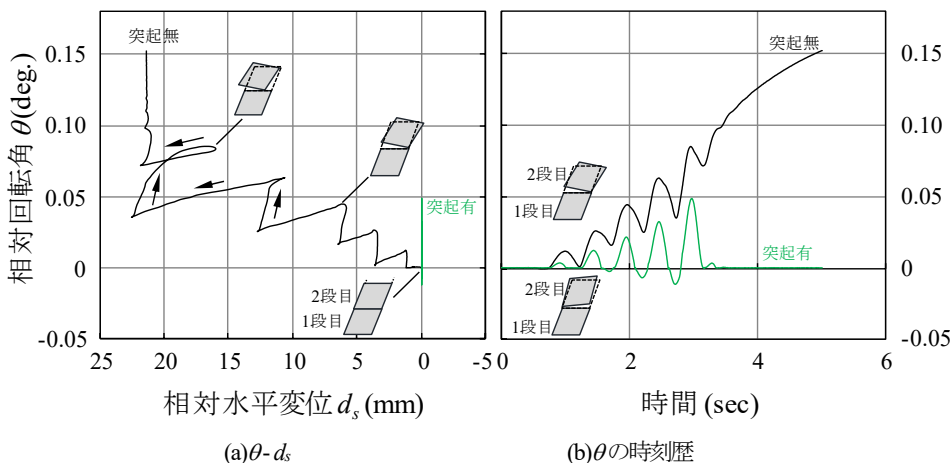 相対回転角 θ(deg.)
突起無
0.15
0.10
0.05
0
-0.05
突起有
2段目
1段目
25
20
15
10
5
0
-5
相対水平変位 ds (mm)
(a)θ- ds
突起無
2段目
1段目
突起有
2段目
1段目
0.15
0.10
0.05
0
-0.05
0
2
4
6
時間 (sec)
(b)θの時刻歴